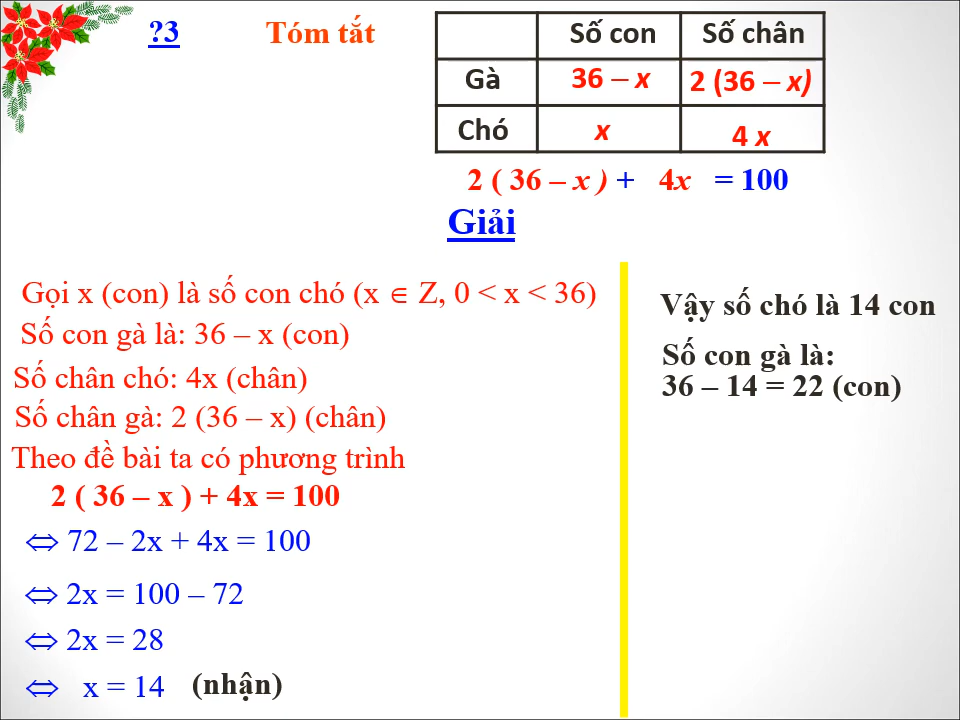 ?3 Tóm tắt
Số con Số chân
Gà 36 – x 2 (36 – x)
Chó x 4 x
2 ( 36 – x ) + 4x = 100
Giải
Gọi x (con) là số con chó (x ∈ Z, 0 < x < 36)
Số con gà là: 36 – x (con)
Số chân chó: 4x (chân)
Số chân gà: 2 (36 – x) (chân)
Theo đề bài ta có phương trình
2 ( 36 – x ) + 4x = 100
⇔ 72 – 2x + 4x = 100
⇔ 2x = 100 – 72
⇔ 2x = 28
⇔ x = 14 (nhận)
Vậy số chó là 14 con
Số con gà là:
36 – 14 = 22 (con)